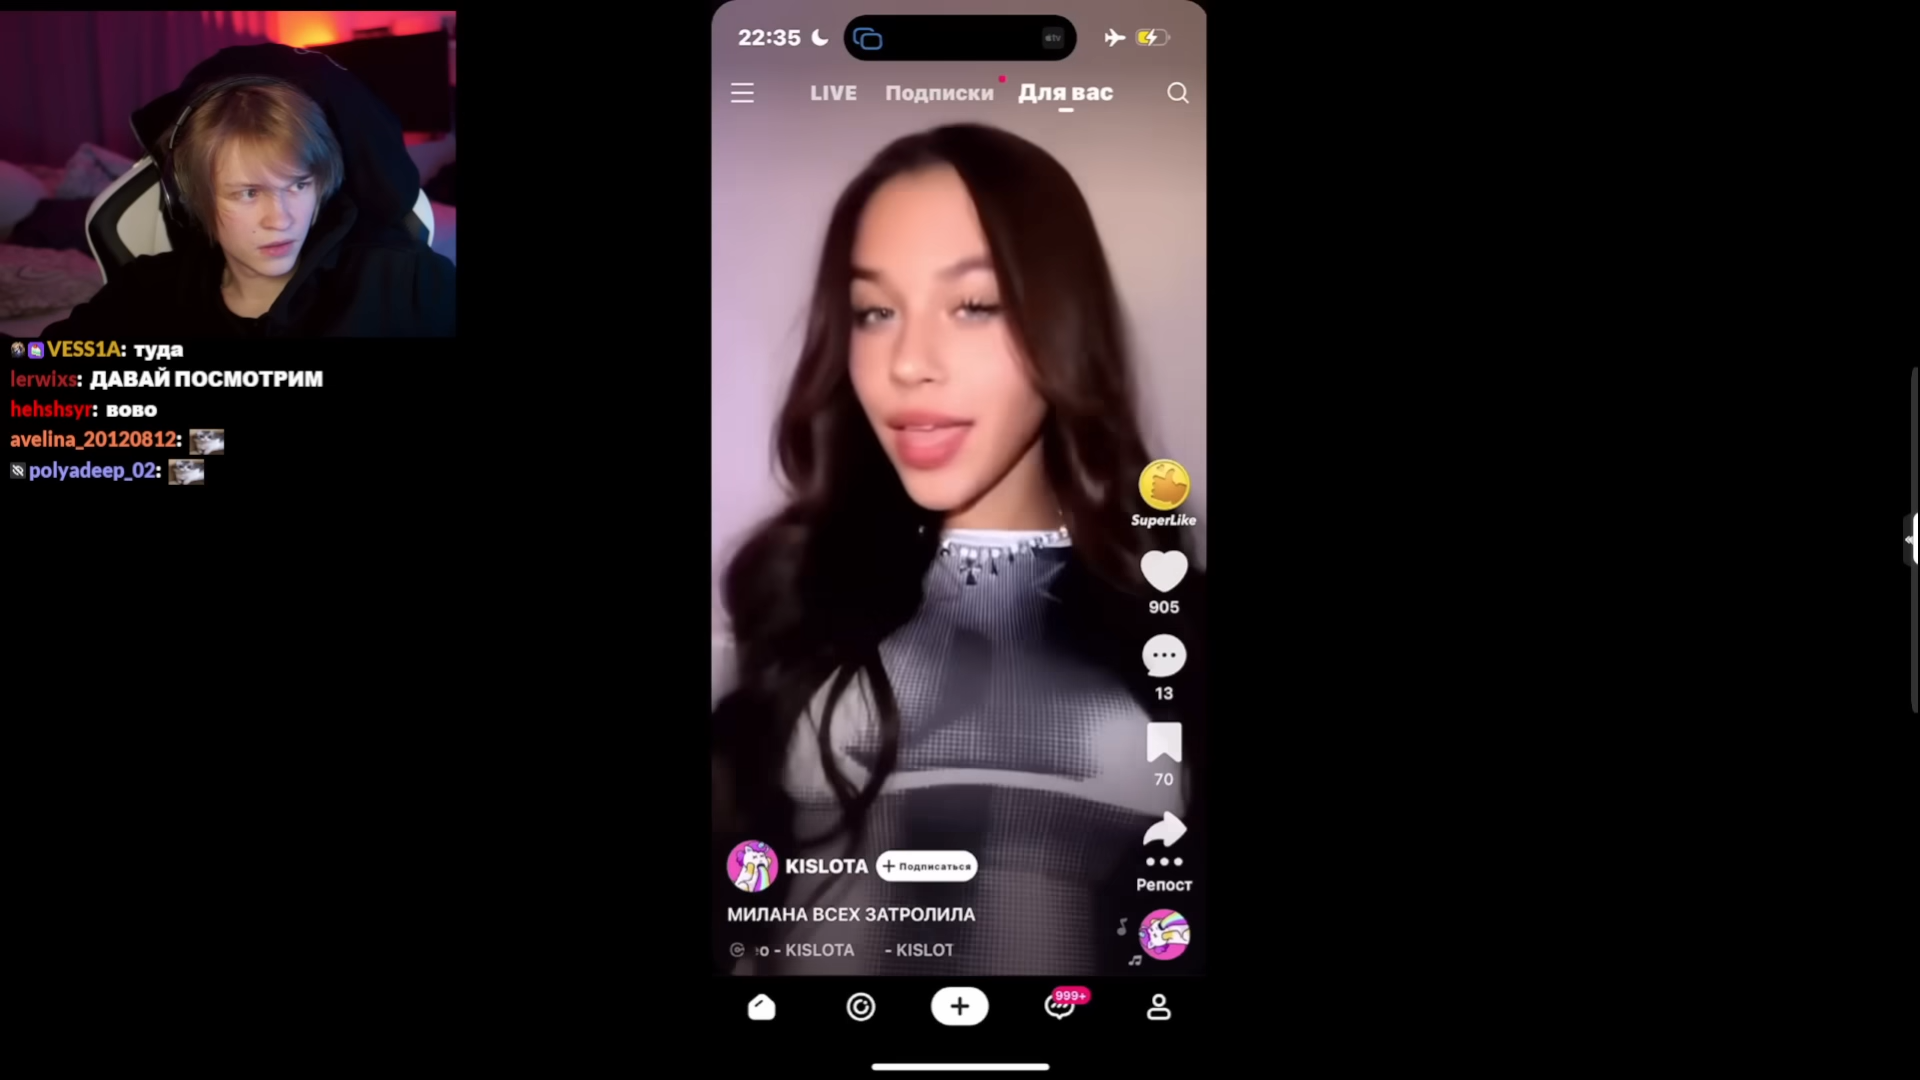 VESS1A: туда
lerwixs: ДАВАЙ ПОСМОТРИМ
hehshsyr: вово
avelina_20120812:
polyadeep_02:
22:35
tv
LIVE Подписки Для вас
SuperLike
905
13
70
Репост
KISLOTA + Подписаться
МИЛАНА ВСЕХ ЗАТРОЛИЛА
о - KISLOTA - KISLOT
999+